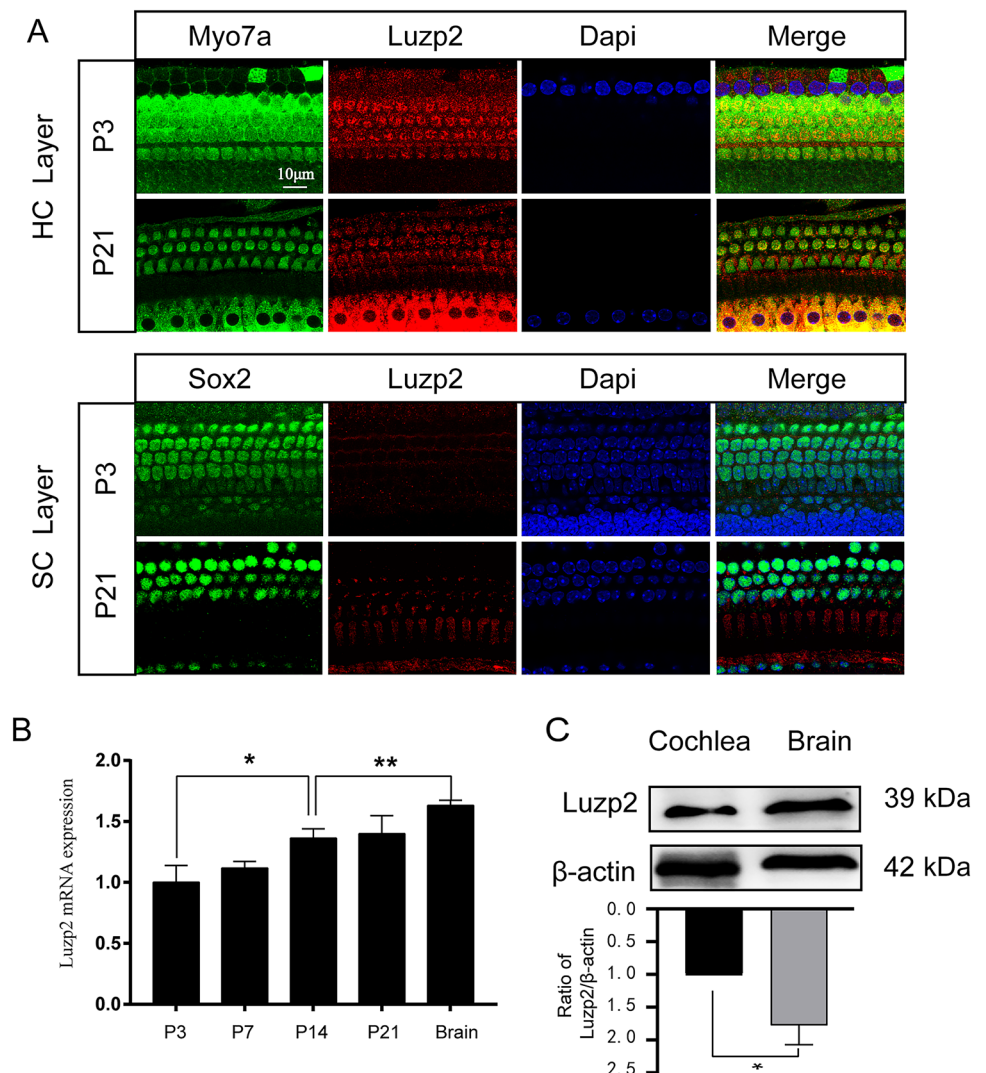 A
Myo7a Luzp2 Dapi Merge
HC Layer
P3
10μm
P21
Sox2 Luzp2 Dapi Merge
SC Layer
P3
P21
B
Luzp2 mRNA expression
2.0
1.5
1.0
0.5
0.0
* **
P3 P7 P14 P21 Brain
C
Cochlea Brain
Luzp2 39 kDa
β-actin 42 kDa
Ratio of
Luzp2/β-actin
0.0
0.5
1.0
1.5
2.0
2.5
*